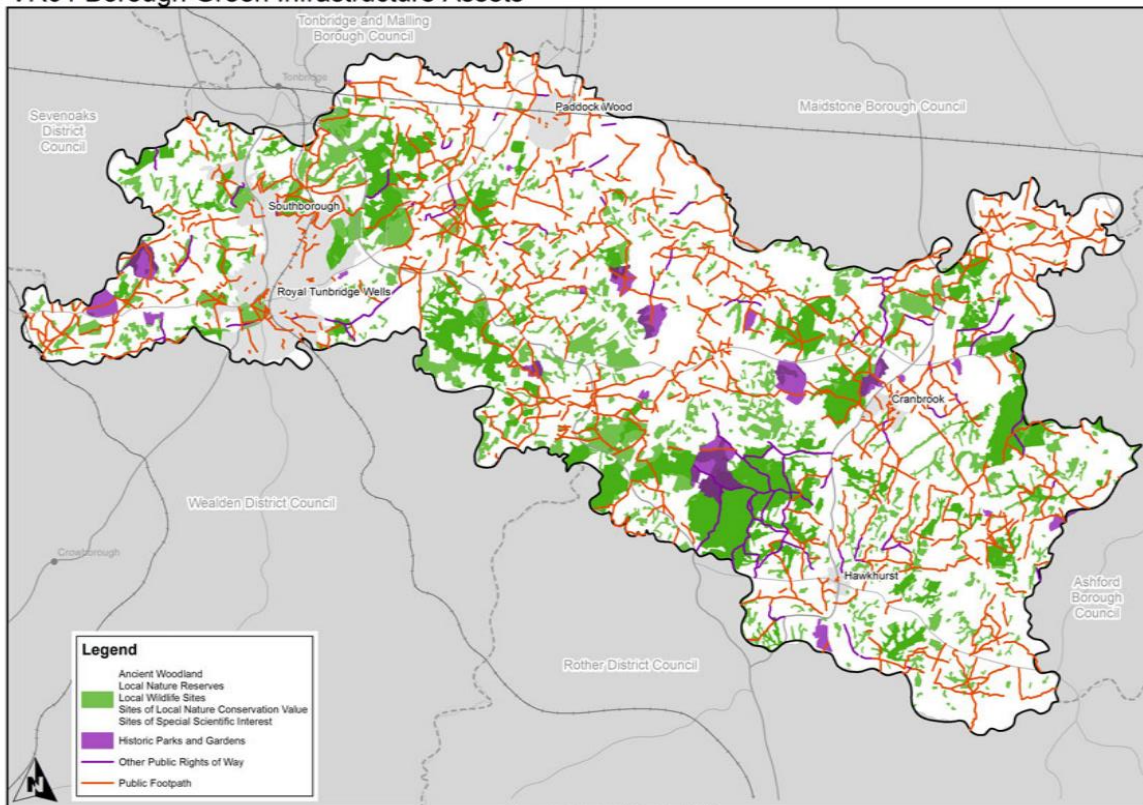 Borough Green Infrastructure Assets
Tonbridge and Malling
Borough Council
Tonbridge
Paddock Wood
Maidstone Borough Council
Sevenoaks
District
Council
Southborough
Royal Tunbridge Wells
Cranbrook
Wealden District Council
Crowborough
Hawkhurst
Ashford
Borough
Council
Rother District Council
Legend
Ancient Woodland
Local Nature Reserves
Local Wildlife Sites
Sites of Local Nature Conservation Value
Sites of Special Scientific Interest
Historic Parks and Gardens
Other Public Rights of Way
Public Footpath
N